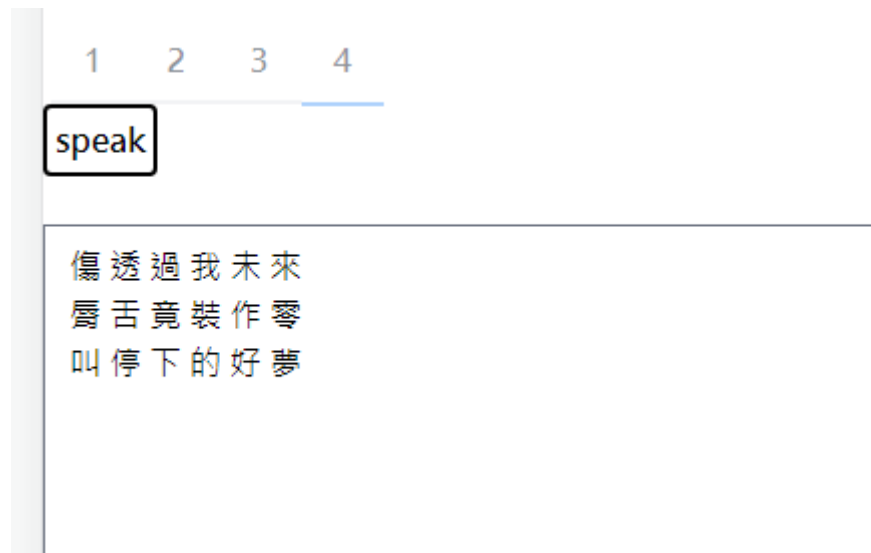 1 2 3 4
speak
傷 透 過 我 未 來
唇 舌 竟 裝 作 零
叫 停 下 的 好 夢